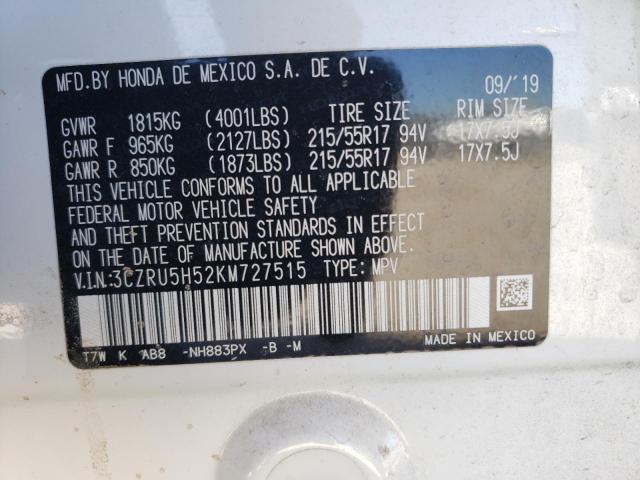 MFD.BY HONDA DE MEXICO S.A. DE C.V.
09/'19
GVWR 1815KG (4001LBS) TIRE SIZE RIM SIZE
GAWR F 965KG (2127LBS) 215/55R17 94V 17X7.5J
GAWR R 850KG (1873LBS) 215/55R17 94V 17X7.5J
THIS VEHICLE CONFORMS TO ALL APPLICABLE
FEDERAL MOTOR VEHICLE SAFETY
AND THEFT PREVENTION STANDARDS IN EFFECT
ON THE DATE OF MANUFACTURE SHOWN ABOVE.
V.I.N:3CZRU5H52KM727515 TYPE: MPV
T7W K AB8 -NH883PX -B -M
MADE IN MEXICO